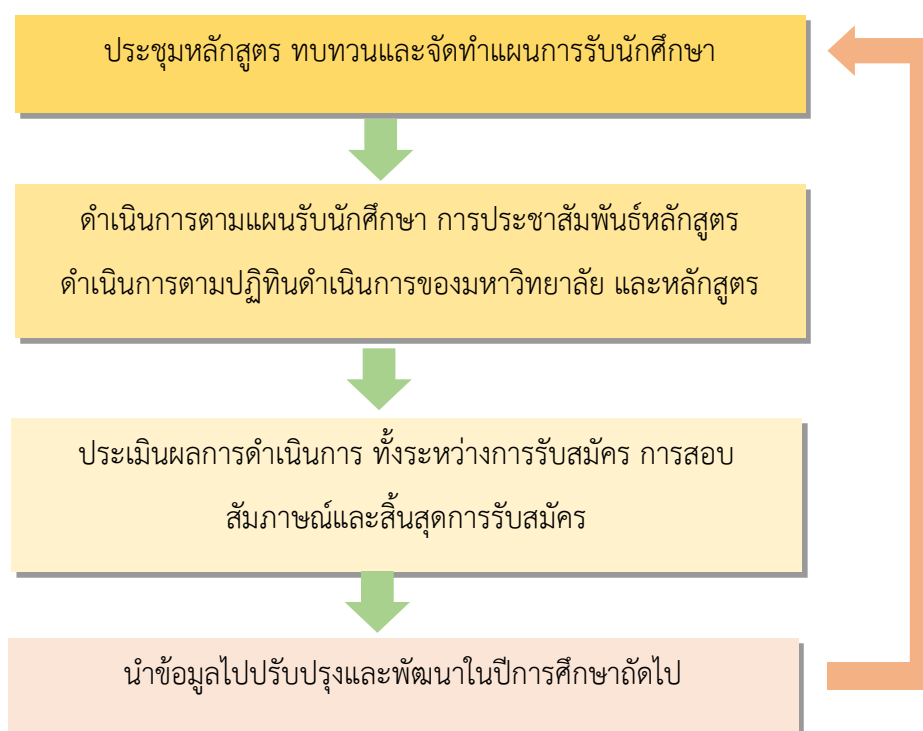 ประชุมหลักสูตร ทบทวนและจัดทำแผนการรับนักศึกษา
ดำเนินการตามแผนรับนักศึกษา การประชาสัมพันธ์หลักสูตร
ดำเนินการตามปฏิทินดำเนินการของมหาวิทยาลัย และหลักสูตร
ประเมินผลการดำเนินการ ทั้งระหว่างการรับสมัคร การสอบ
สัมภาษณ์และสิ้นสุดการรับสมัคร
นำข้อมูลไปปรับปรุงและพัฒนาในปีการศึกษาถัดไป